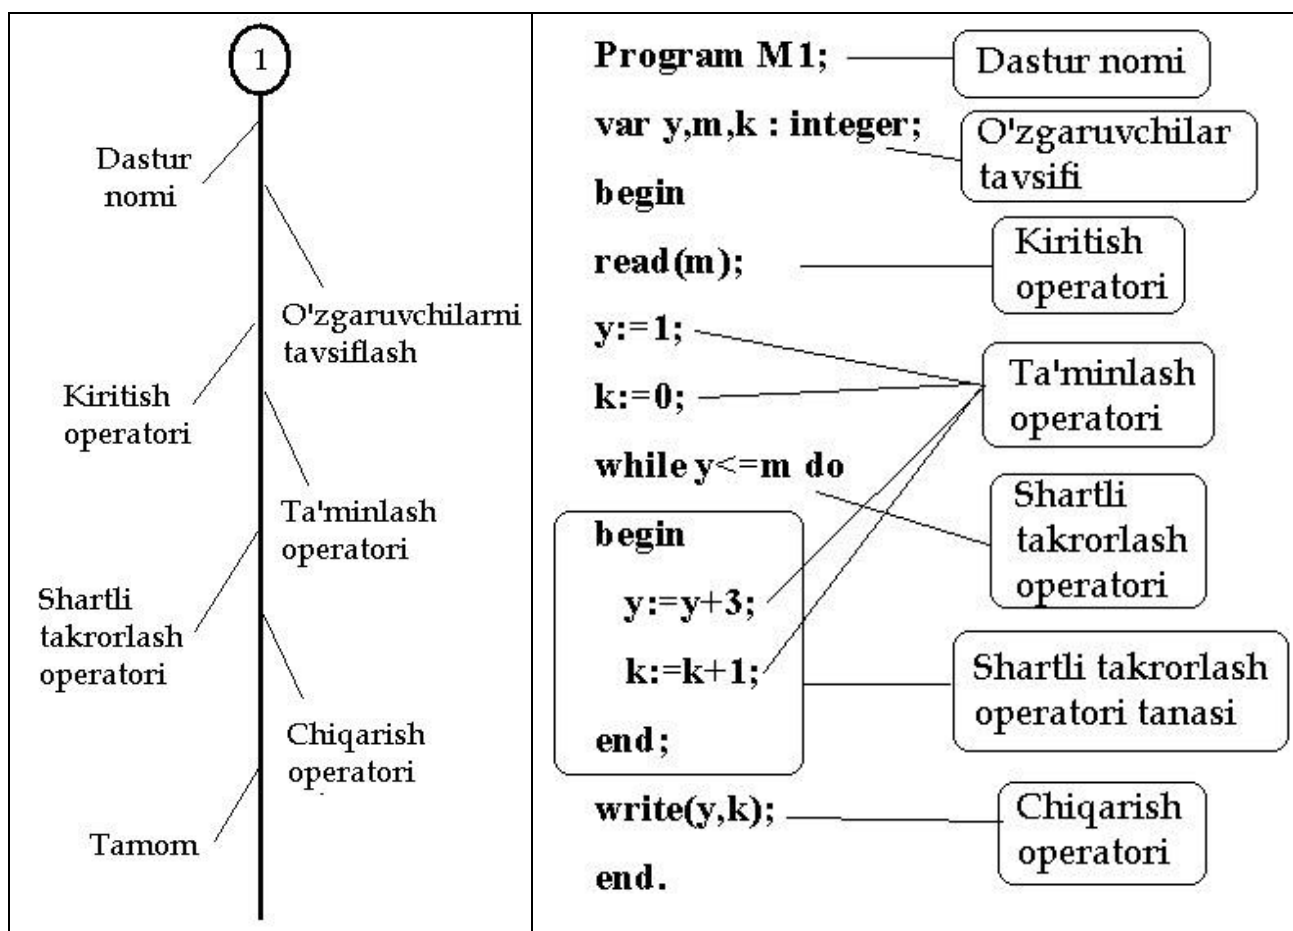 1
Dastur
nomi
O'zgaruvchilarni
tavsiflash
Kiritish
operatori
Ta'minlash
operatori
Shartli
takrorlash
operatori
Chiqarish
operatori
Tamom
Program M1;
Dastur nomi
var y,m,k : integer;
O'zgaruvchilar
tavsifi
begin
read(m);
Kiritish
operatori
y:=1;
k:=0;
Ta'minlash
operatori
while y<=m do
Shartli
takrorlash
operatori
begin
y:=y+3;
k:=k+1;
end;
Shartli takrorlash
operatori tanasi
write(y,k);
Chiqarish
operatori
end.